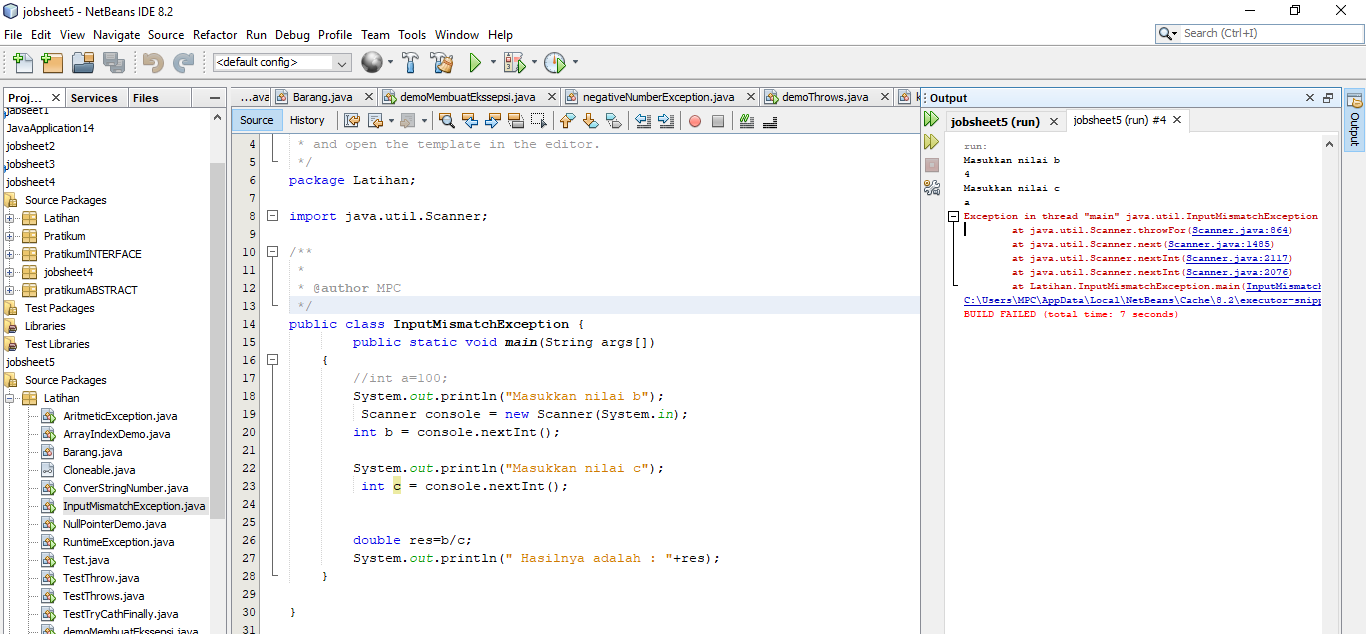 jobsheet5 - NetBeans IDE 8.2
File Edit View Navigate Source Refactor Run Debug Profile Team Tools Window Help
Search (Ctrl+I)
<default config>
Proj... Services Files
jobsheet1
JavaApplication14
jobsheet2
jobsheet3
jobsheet4
Source Packages
Latihan
Pratikum
PratikumINTERFACE
jobsheet4
pratikumABSTRACT
Test Packages
Libraries
Test Libraries
jobsheet5
Source Packages
Latihan
AritmeticException.java
ArrayIndexDemo.java
Barang.java
Cloneable.java
ConverStringNumber.java
InputMismatchException.java
NullPointerDemo.java
RuntimeException.java
Test.java
TestThrow.java
TestThrows.java
TestTryCathFinally.java
demoMembuatEkssepsi.java
...ava Barang.java demoMembuatEkssepsi.java negativeNumberException.java demoThrows.java
Source History
4 * and open the template in the editor.
5 */
6 package Latihan;
7
8 import java.util.Scanner;
9
10 /**
11 *
12 * @author MPC
13 */
14 public class InputMismatchException {
15 public static void main(String args[])
16 {
17 //int a=100;
18 System.out.println("Masukkan nilai b");
19 Scanner console = new Scanner(System.in);
20 int b = console.nextInt();
21
22 System.out.println("Masukkan nilai c");
23 int c = console.nextInt();
24
25
26 double res=b/c;
27 System.out.println(" Hasilnya adalah : "+res);
28 }
29
30 }
31
Output
jobsheet5 (run) jobsheet5 (run) #4
run:
Masukkan nilai b
4
Masukkan nilai c
a
Exception in thread "main" java.util.InputMismatchException
at java.util.Scanner.throwFor(Scanner.java:864)
at java.util.Scanner.next(Scanner.java:1485)
at java.util.Scanner.nextInt(Scanner.java:2117)
at java.util.Scanner.nextInt(Scanner.java:2076)
at Latihan.InputMismatchException.main(InputMismatch
C:\Users\MPC\AppData\Local\NetBeans\Cache\8.2\executor-snipp
BUILD FAILED (total time: 7 seconds)
Output